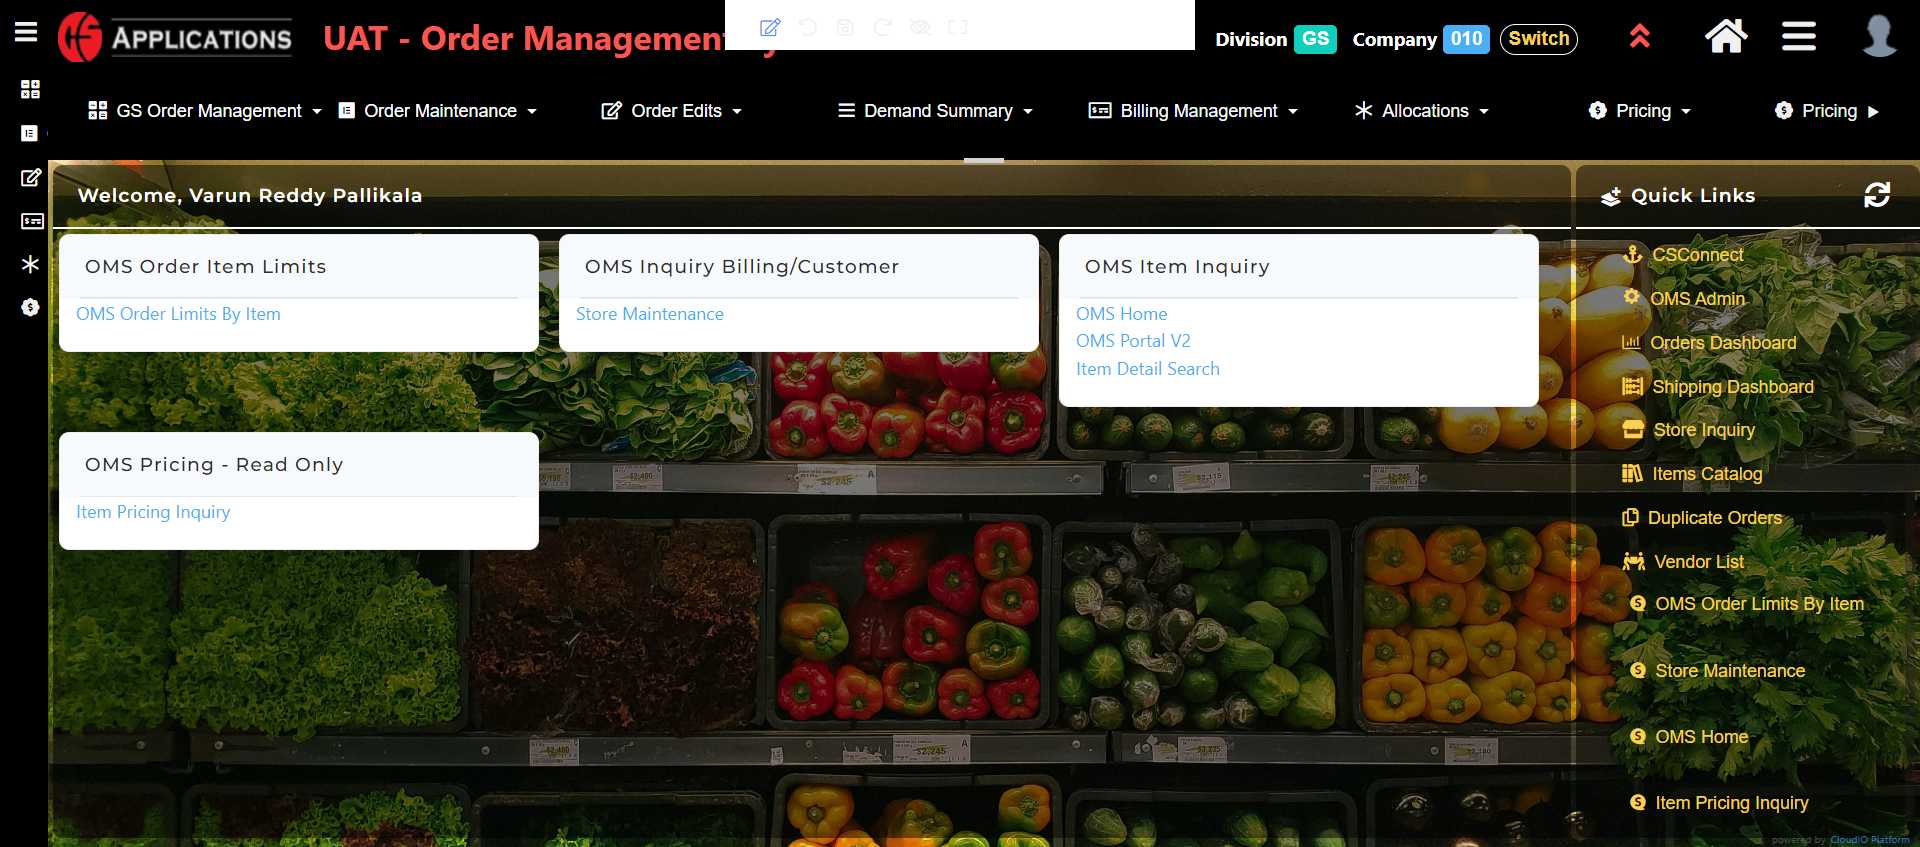 APPLICATIONS
UAT - Order Management
Division GS Company 010 Switch
GS Order Management
Order Maintenance
Order Edits
Demand Summary
Billing Management
Allocations
Pricing
Pricing
Welcome, Varun Reddy Pallikala
OMS Order Item Limits
OMS Order Limits By Item
OMS Inquiry Billing/Customer
Store Maintenance
OMS Item Inquiry
OMS Home
OMS Portal V2
Item Detail Search
OMS Pricing - Read Only
Item Pricing Inquiry
Quick Links
CSConnect
OMS Admin
Orders Dashboard
Shipping Dashboard
Store Inquiry
Items Catalog
Duplicate Orders
Vendor List
OMS Order Limits By Item
Store Maintenance
OMS Home
Item Pricing Inquiry
powered by CloudIO Platform